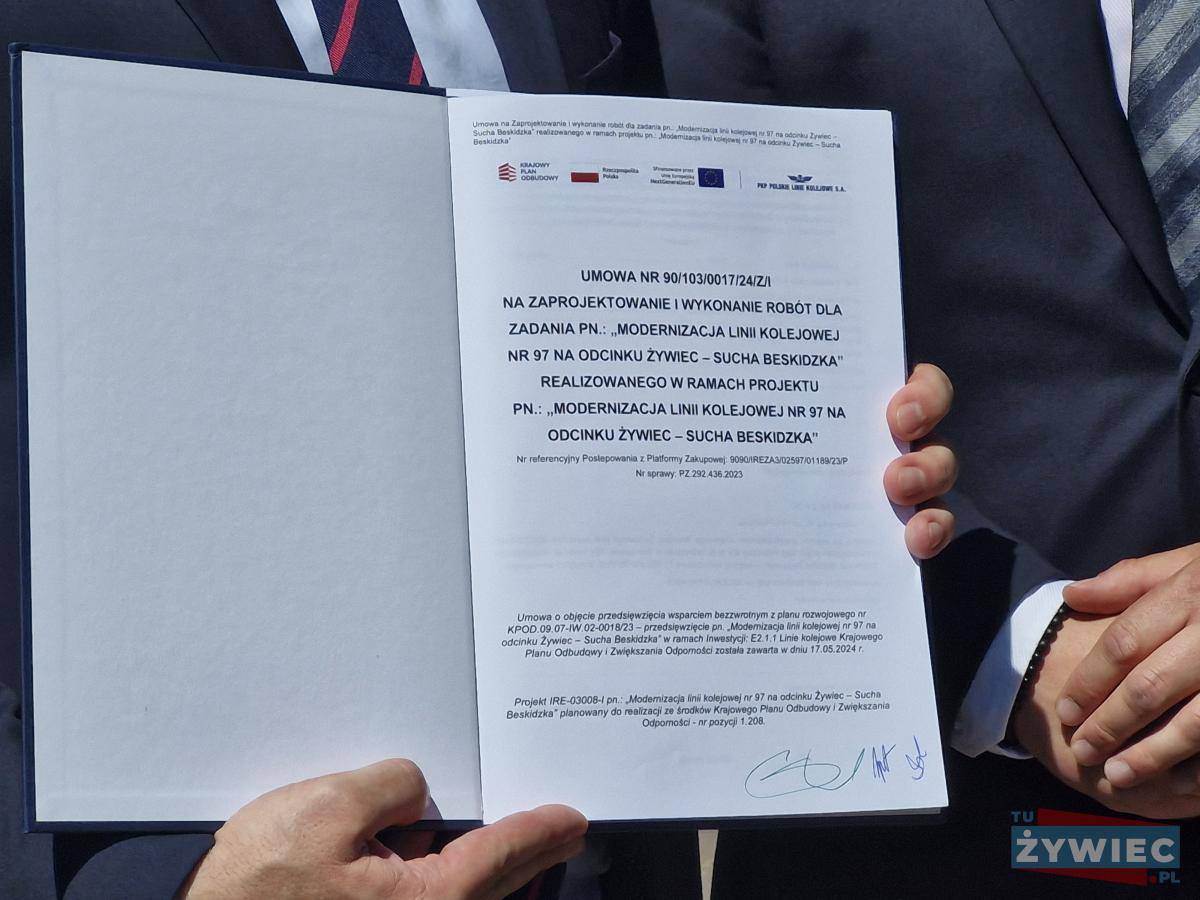 Umowa na Zaprojektowanie i wykonanie robót dla zadania pn.: „Modernizacja linii kolejowej nr 97 na odcinku Żywiec –
Sucha Beskidzka" realizowanego w ramach projektu pn.: „Modernizacja linii kolejowej nr 97 na odcinku Żywiec – Sucha
Beskidzka"
KRAJOWY
PLAN
ODBUDOWY
Rzeczpospolita
Polska
Sfinansowane przez
Unię Europejską
NextGenerationEU
PKP POLSKIE LINIE KOLEJOWE S.A.
UMOWA NR 90/103/0017/24/Z/I
NA ZAPROJEKTOWANIE I WYKONANIE ROBÓT DLA
ZADANIA PN.: „MODERNIZACJA LINII KOLEJOWEJ
NR 97 NA ODCINKU ŻYWIEC – SUCHA BESKIDZKA"
REALIZOWANEGO W RAMACH PROJEKTU
PN.: „MODERNIZACJA LINII KOLEJOWEJ NR 97 NA
ODCINKU ŻYWIEC – SUCHA BESKIDZKA"
Nr referencyjny Postępowania z Platformy Zakupowej: 9090/IREZA3/02597/01189/23/P
Nr sprawy: PZ.292.436.2023
Umowa o objęcie przedsięwzięcia wsparciem bezzwrotnym z planu rozwojowego nr
KPOD.09.07-IW.02-0018/23 – przedsięwzięcie pn. „Modernizacja linii kolejowej nr 97 na
odcinku Żywiec – Sucha Beskidzka" w ramach Inwestycji: E2.1.1 Linie kolejowe Krajowego
Planu Odbudowy i Zwiększania Odporności została zawarta w dniu 17.05.2024 r.
Projekt IRE-03008-I pn.: „Modernizacja linii kolejowej nr 97 na odcinku Żywiec – Sucha
Beskidzka" planowany do realizacji ze środków Krajowego Planu Odbudowy i Zwiększania
Odporności - nr pozycji 1.208.
TU
ŻYWIEC
.PL